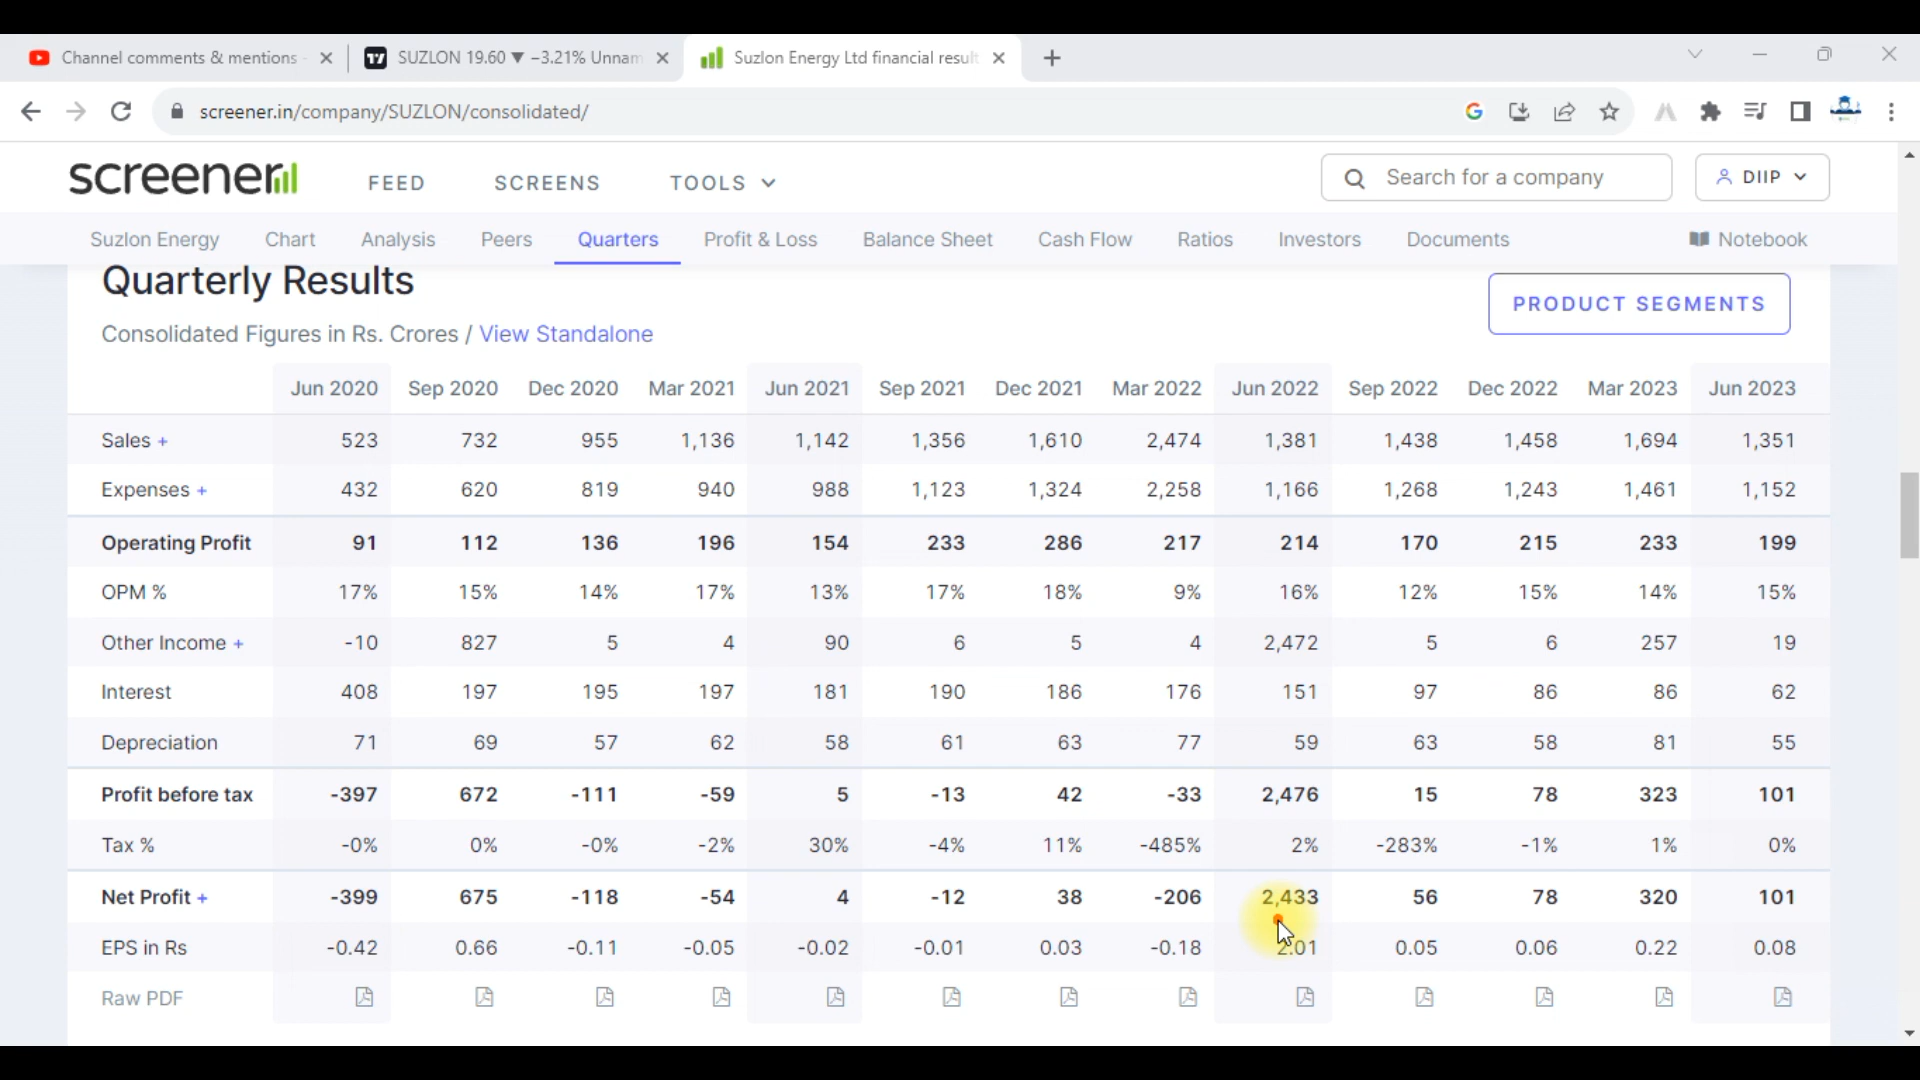 Channel comments & mentions -
SUZLON 19.60 ▼ −3.21% Unnam
Suzlon Energy Ltd financial result
screener.in/company/SUZLON/consolidated/
screener FEED SCREENS TOOLS Search for a company DIIP
Suzlon Energy Chart Analysis Peers Quarters Profit & Loss Balance Sheet Cash Flow Ratios Investors Documents Notebook
Quarterly Results
PRODUCT SEGMENTS
Consolidated Figures in Rs. Crores / View Standalone
Jun 2020 Sep 2020 Dec 2020 Mar 2021 Jun 2021 Sep 2021 Dec 2021 Mar 2022 Jun 2022 Sep 2022 Dec 2022 Mar 2023 Jun 2023
Sales + 523 732 955 1,136 1,142 1,356 1,610 2,474 1,381 1,438 1,458 1,694 1,351
Expenses + 432 620 819 940 988 1,123 1,324 2,258 1,166 1,268 1,243 1,461 1,152
Operating Profit 91 112 136 196 154 233 286 217 214 170 215 233 199
OPM % 17% 15% 14% 17% 13% 17% 18% 9% 16% 12% 15% 14% 15%
Other Income + -10 827 5 4 90 6 5 4 2,472 5 6 257 19
Interest 408 197 195 197 181 190 186 176 151 97 86 86 62
Depreciation 71 69 57 62 58 61 63 77 59 63 58 81 55
Profit before tax -397 672 -111 -59 5 -13 42 -33 2,476 15 78 323 101
Tax % -0% 0% -0% -2% 30% -4% 11% -485% 2% -283% -1% 1% 0%
Net Profit + -399 675 -118 -54 4 -12 38 -206 2,433 56 78 320 101
EPS in Rs -0.42 0.66 -0.11 -0.05 -0.02 -0.01 0.03 -0.18 2.01 0.05 0.06 0.22 0.08
Raw PDF